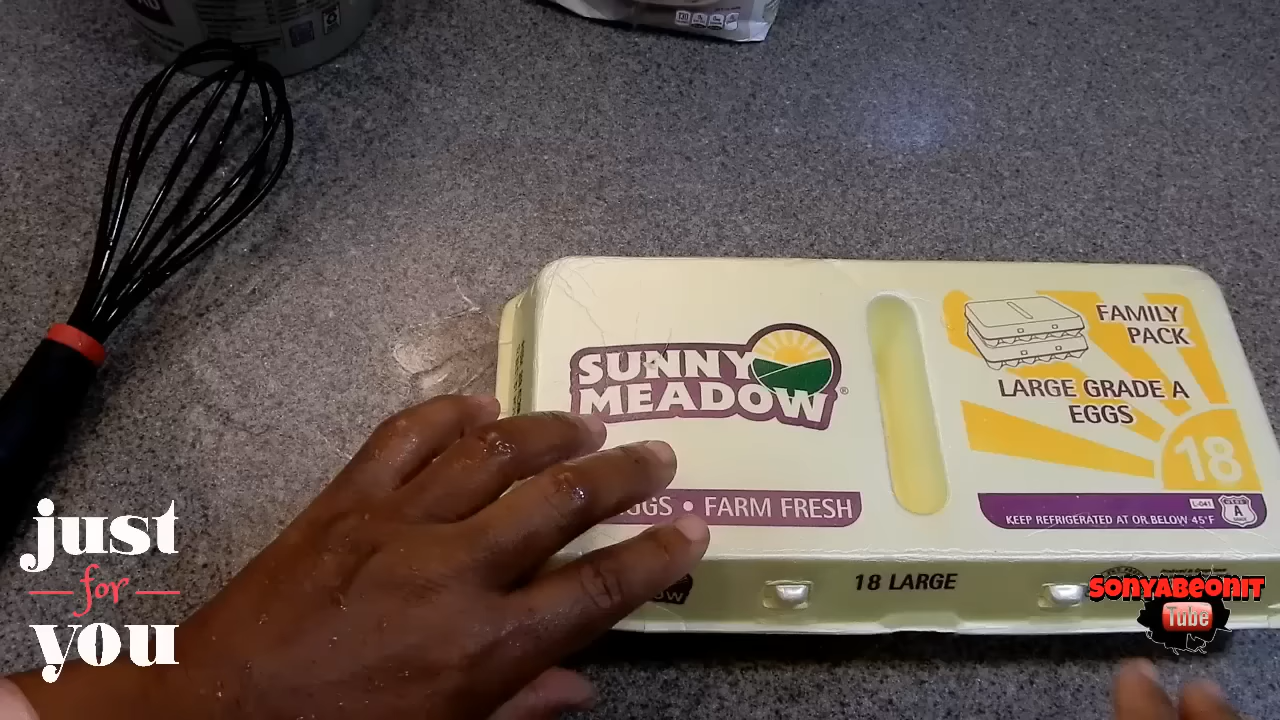 SUNNY
MEADOW®
GGS • FARM FRESH
FAMILY
PACK
LARGE GRADE A
EGGS
18
L-041
A
KEEP REFRIGERATED AT OR BELOW 45°F
18 LARGE
just
for
you
SONYABEONIT
Tube